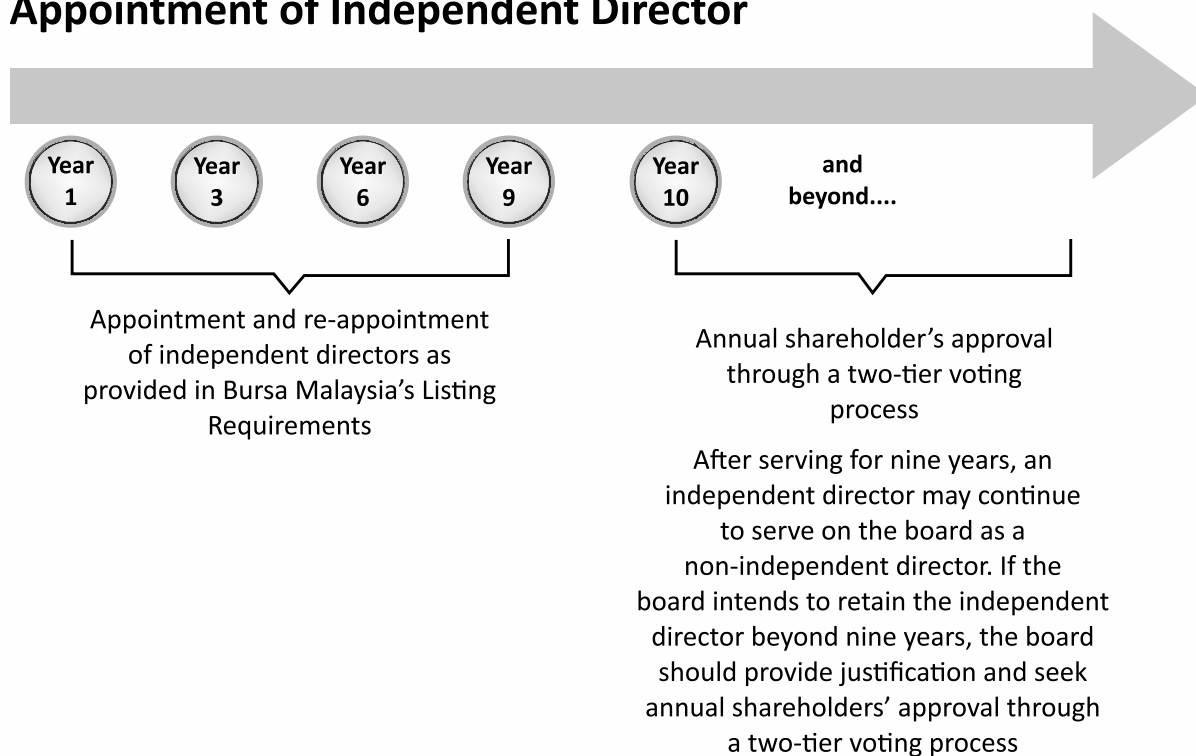 Appointment of Independent Director
Year
1
Year
3
Year
6
Year
9
Year
10
and
beyond....
Appointment and re-appointment
of independent directors as
provided in Bursa Malaysia’s Listing
Requirements
Annual shareholder’s approval
through a two-tier voting
process
After serving for nine years, an
independent director may continue
to serve on the board as a
non-independent director. If the
board intends to retain the independent
director beyond nine years, the board
should provide justification and seek
annual shareholders’ approval through
a two-tier voting process